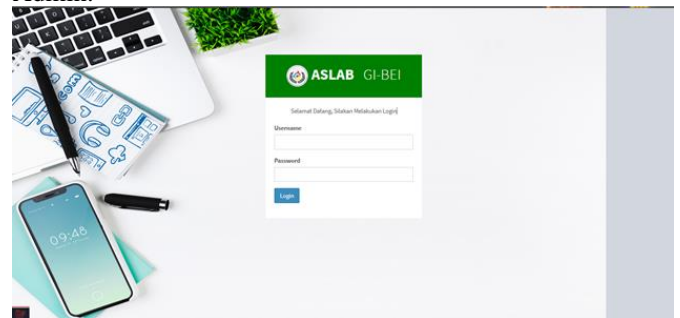 ASLAB GI-BEI
Selamat Datang, Silakan Melakukan Login
Username
Password
Login
09:48